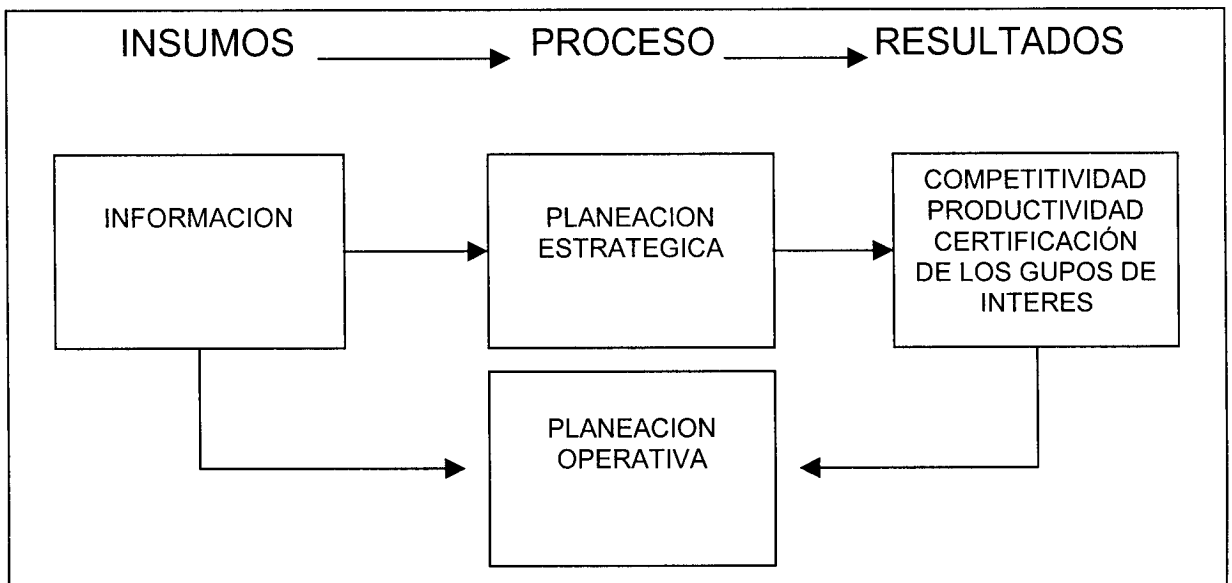 INSUMOS PROCESO RESULTADOS
INFORMACION
PLANEACION
ESTRATEGICA
COMPETITIVIDAD
PRODUCTIVIDAD
CERTIFICACIÓN
DE LOS GUPOS DE
INTERES
PLANEACION
OPERATIVA